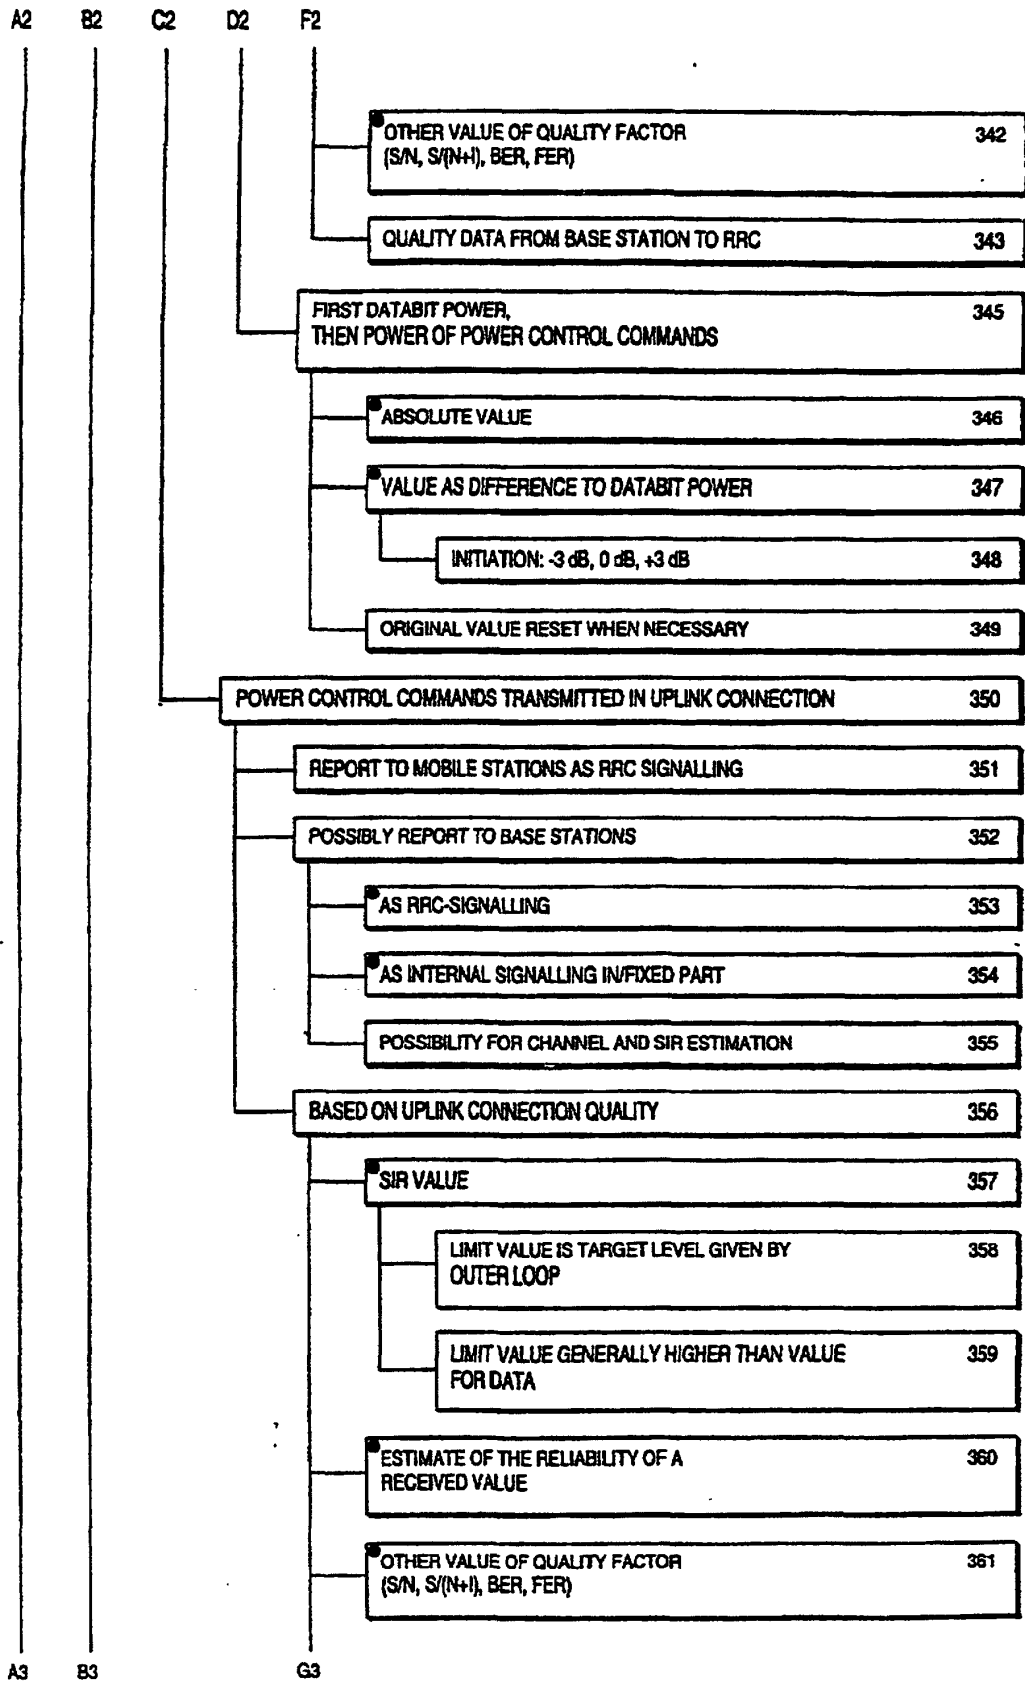 A2 B2 C2 D2 F2
OTHER VALUE OF QUALITY FACTOR 342
(S/N, S/(N+I), BER, FER)
QUALITY DATA FROM BASE STATION TO RRC 343
FIRST DATABIT POWER, 345
THEN POWER OF POWER CONTROL COMMANDS
ABSOLUTE VALUE 346
VALUE AS DIFFERENCE TO DATABIT POWER 347
INITIATION: -3 dB, 0 dB, +3 dB 348
ORIGINAL VALUE RESET WHEN NECESSARY 349
POWER CONTROL COMMANDS TRANSMITTED IN UPLINK CONNECTION 350
REPORT TO MOBILE STATIONS AS RRC SIGNALLING 351
POSSIBLY REPORT TO BASE STATIONS 352
AS RRC-SIGNALLING 353
AS INTERNAL SIGNALLING IN/FIXED PART 354
POSSIBILITY FOR CHANNEL AND SIR ESTIMATION 355
BASED ON UPLINK CONNECTION QUALITY 356
SIR VALUE 357
LIMIT VALUE IS TARGET LEVEL GIVEN BY 358
OUTER LOOP
LIMIT VALUE GENERALLY HIGHER THAN VALUE 359
FOR DATA
ESTIMATE OF THE RELIABILITY OF A 360
RECEIVED VALUE
OTHER VALUE OF QUALITY FACTOR 361
(S/N, S/(N+I), BER, FER)
A3 B3 G3